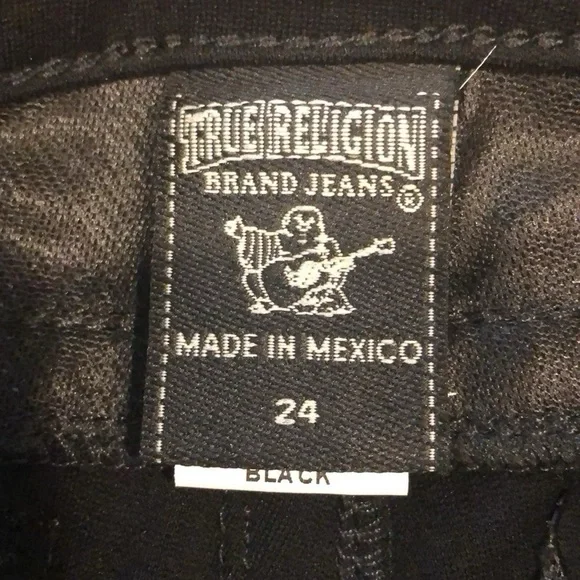 TRUE RELIGION
BRAND JEANS®
MADE IN MEXICO
24
BLACK